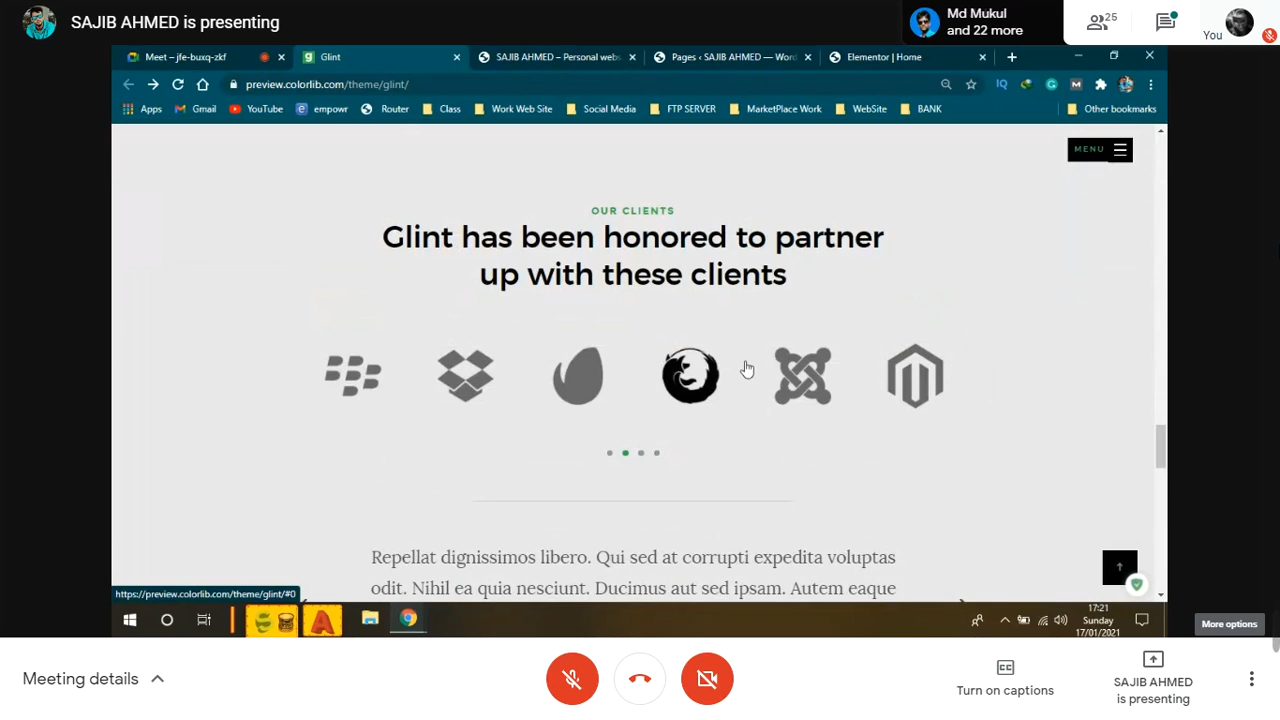 SAJIB AHMED is presenting
Md Mukul
and 22 more
25
You
Meet – jfe-buxq-zkf
Glint
SAJIB AHMED – Personal webs
Pages ‹ SAJIB AHMED — Word
Elementor | Home
preview.colorlib.com/theme/glint/
Apps
Gmail
YouTube
empowr
Router
Class
Work Web Site
Social Media
FTP SERVER
MarketPlace Work
WebSite
BANK
Other bookmarks
MENU
OUR CLIENTS
Glint has been honored to partner
up with these clients
Repellat dignissimos libero. Qui sed at corrupti expedita voluptas
odit. Nihil ea quia nesciunt. Ducimus aut sed ipsam. Autem eaque
https://preview.colorlib.com/theme/glint/#0
17:21
Sunday
17/01/2021
More options
Meeting details
Turn on captions
SAJIB AHMED
is presenting